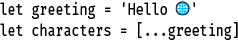 let greeting = 'Hello 🌐'
let characters = [...greeting]